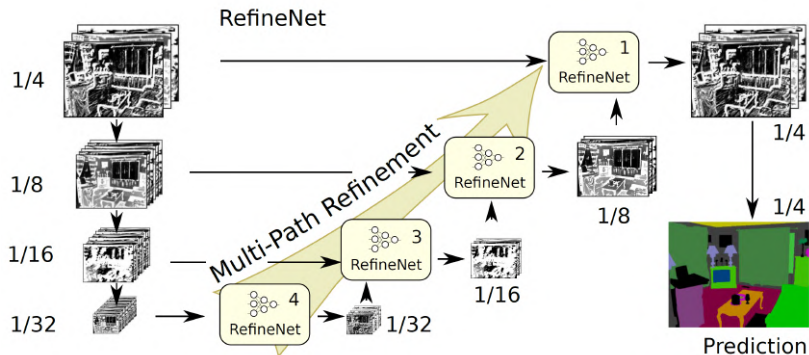 RefineNet
1/4
1
RefineNet
1/4
1/8
Multi-Path Refinement
2
RefineNet
1/8
1/4
1/16
3
RefineNet
1/16
1/32
4
RefineNet
1/32
Prediction